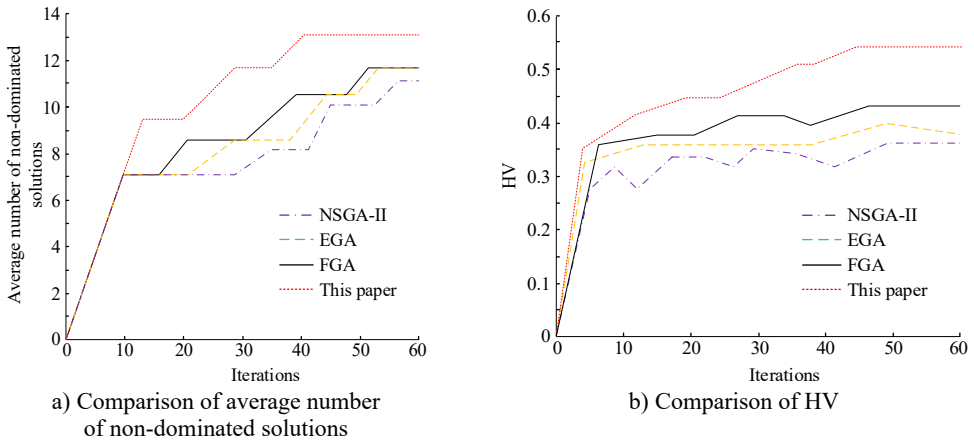 14
12
10
8
6
4
2
0
Average number of non-dominated
solutions
NSGA-II
EGA
FGA
This paper
0 10 20 30 40 50 60
Iterations
a) Comparison of average number
of non-dominated solutions
0.6
0.5
0.4
0.3
0.2
0.1
0
HV
NSGA-II
EGA
FGA
This paper
0 10 20 30 40 50 60
Iterations
b) Comparison of HV